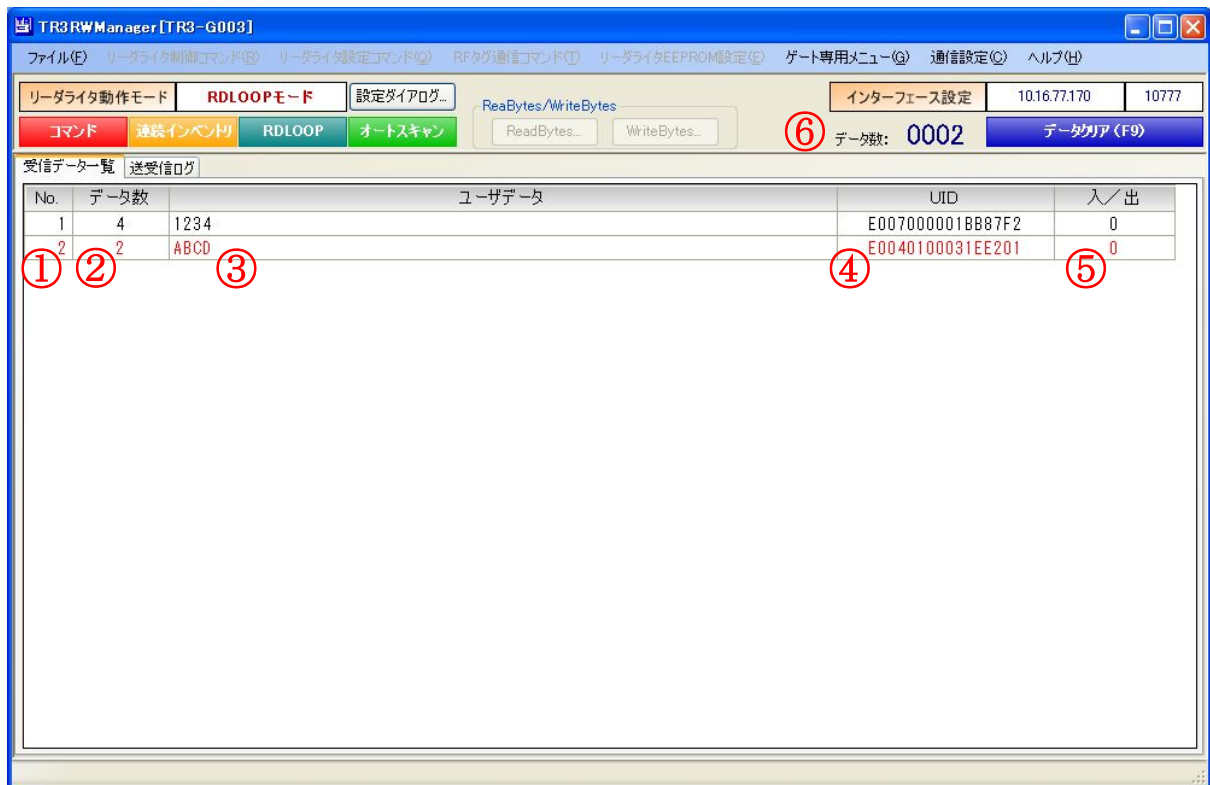 TR3RWManager[TR3-G003]
ファイル(F) リーダライタ制御コマンド(R) リーダライタ設定コマンド(Q) RFタグ通信コマンド(T) リーダライタEEPROM設定(E) ゲート専用メニュー(G) 通信設定(C) ヘルプ(H)
リーダライタ動作モード RDLOOPモード 設定ダイアログ... ReaBytes/WriteBytes インターフェース設定 10.16.77.170 10777
コマンド 連続インベントリ RDLOOP オートスキャン ReadBytes... WriteBytes... ⑥ データ数: 0002 データクリア (F9)
受信データ一覧 送受信ログ
No. データ数 ユーザデータ UID 入/出
1 4 1234 E007000001BB87F2 0
2 2 ABCD E0040100031EE201 0
① ② ③ ④ ⑤